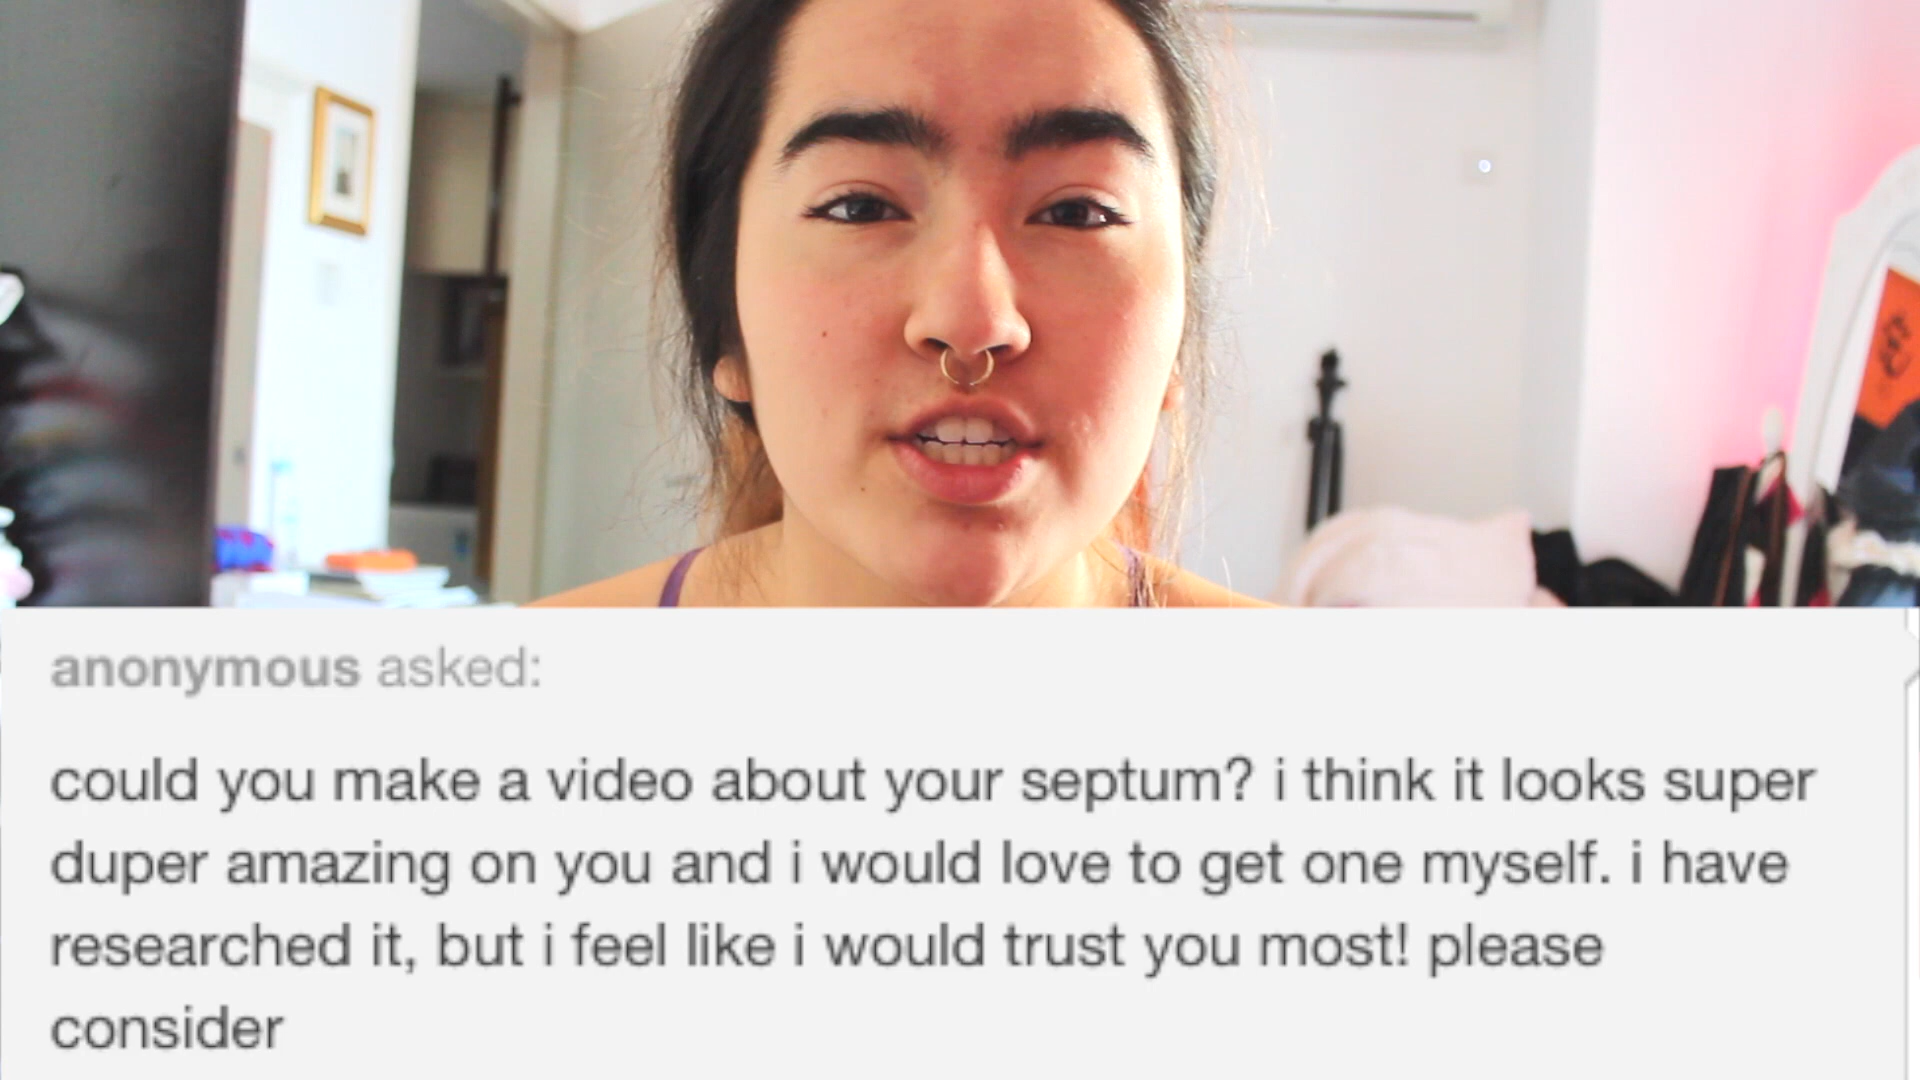 anonymous asked:
could you make a video about your septum? i think it looks super
duper amazing on you and i would love to get one myself. i have
researched it, but i feel like i would trust you most! please
consider